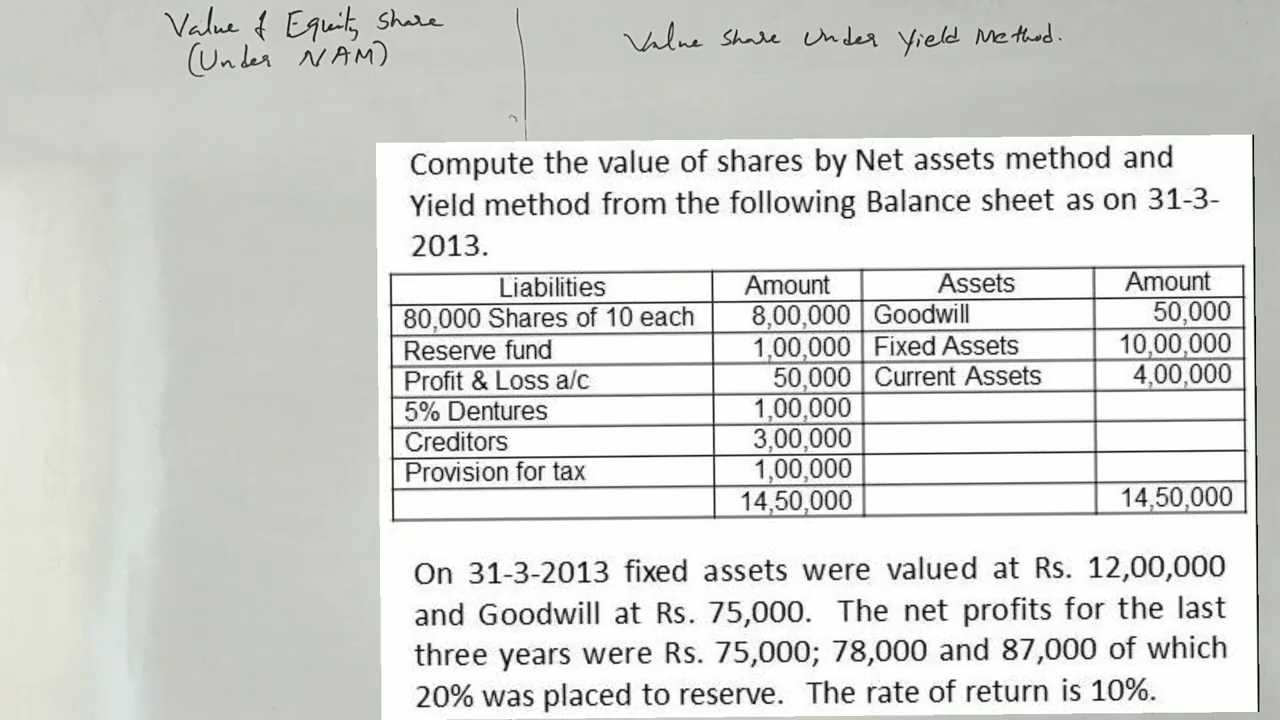 Value of Equity Share
(Under NAM)
Value Share Under Yield Method.
Compute the value of shares by Net assets method and
Yield method from the following Balance sheet as on 31-3-
2013.
Liabilities Amount Assets Amount
80,000 Shares of 10 each 8,00,000 Goodwill 50,000
Reserve fund 1,00,000 Fixed Assets 10,00,000
Profit & Loss a/c 50,000 Current Assets 4,00,000
5% Dentures 1,00,000
Creditors 3,00,000
Provision for tax 1,00,000
14,50,000 14,50,000
On 31-3-2013 fixed assets were valued at Rs. 12,00,000
and Goodwill at Rs. 75,000. The net profits for the last
three years were Rs. 75,000; 78,000 and 87,000 of which
20% was placed to reserve. The rate of return is 10%.